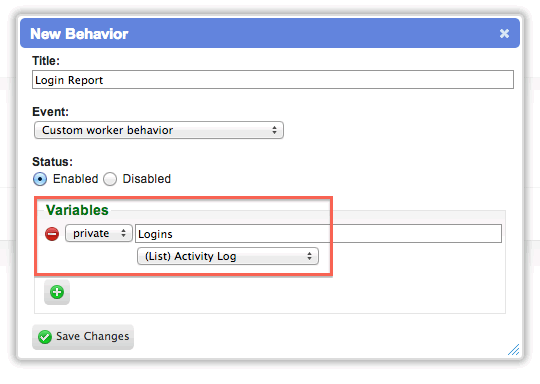 New Behavior
Title:
Login Report
Event:
Custom worker behavior
Status:
Enabled Disabled
Variables
private Logins
(List) Activity Log
Save Changes